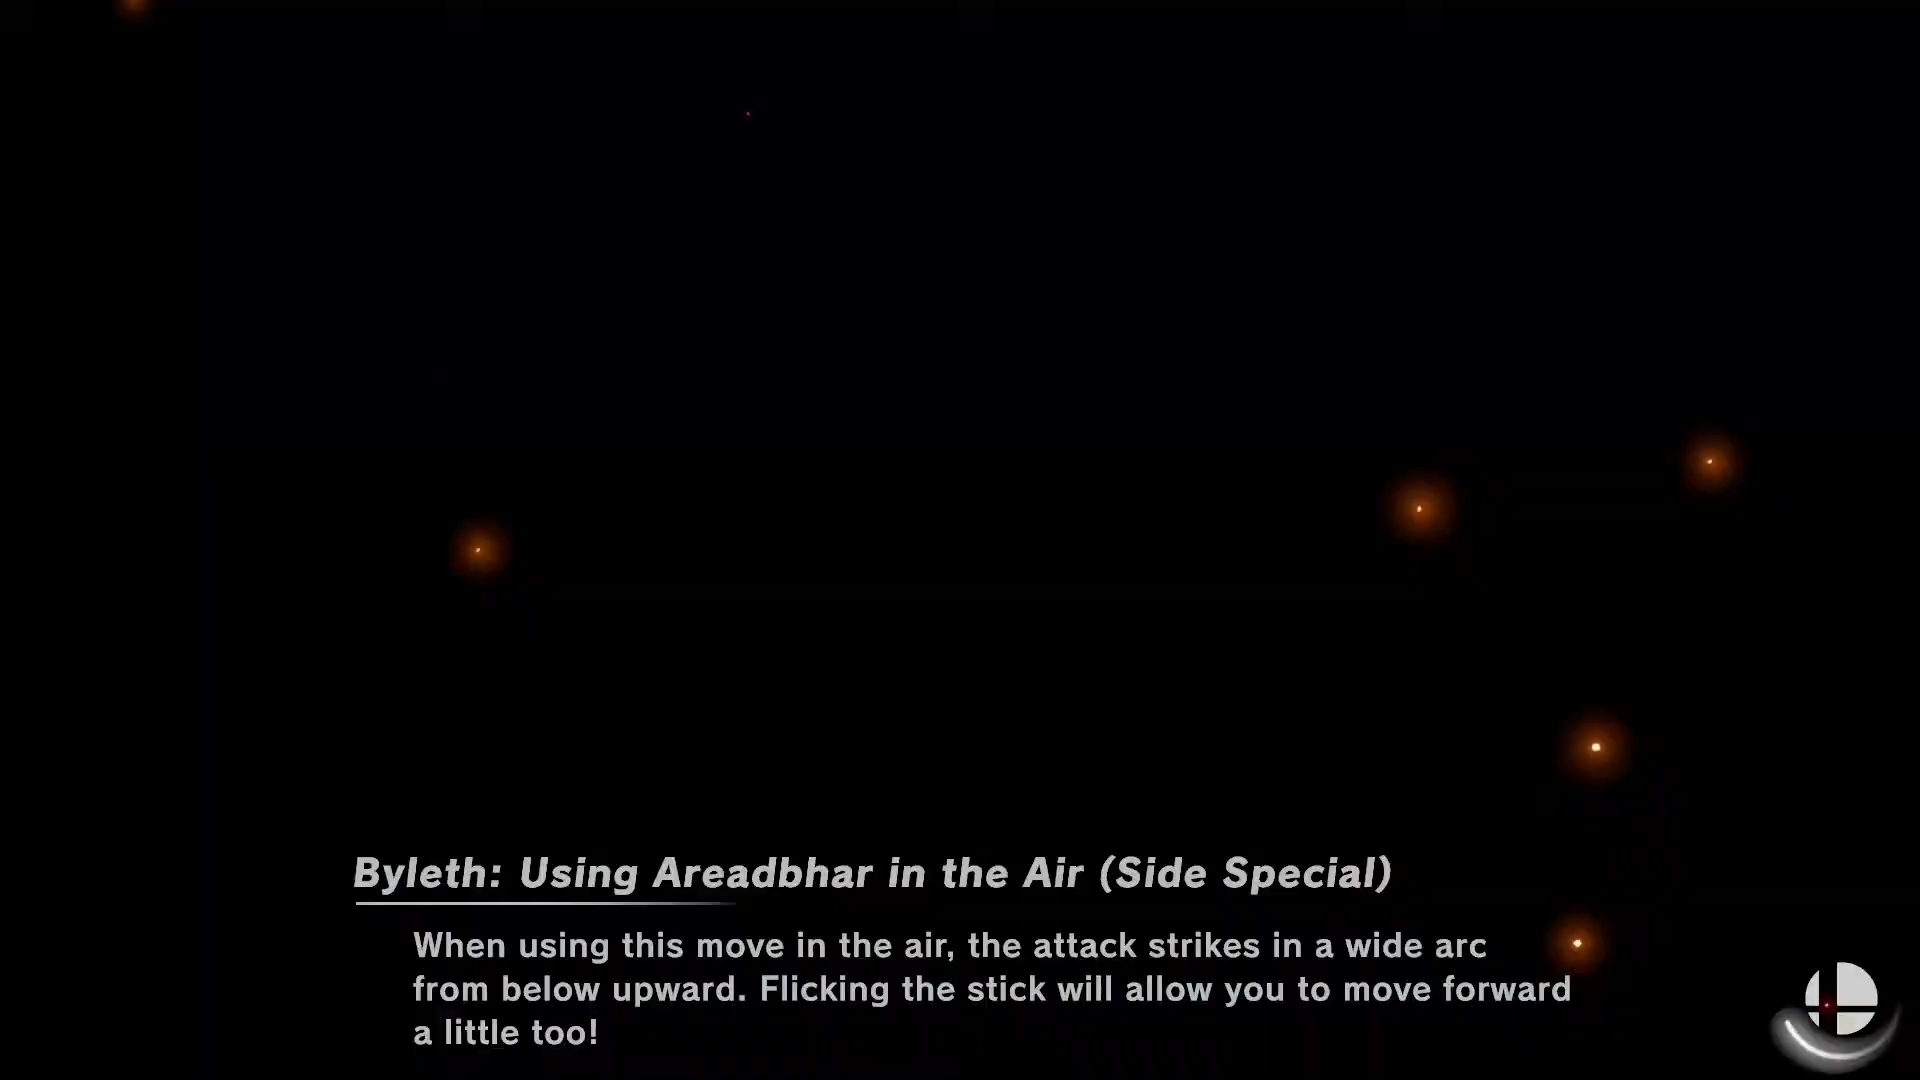 Byleth: Using Areadbhar in the Air (Side Special)
When using this move in the air, the attack strikes in a wide arc
from below upward. Flicking the stick will allow you to move forward
a little too!